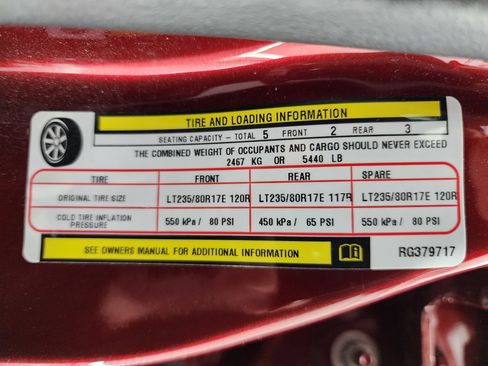 TIRE AND LOADING INFORMATION
SEATING CAPACITY - TOTAL 5 FRONT 2 REAR 3
THE COMBINED WEIGHT OF OCCUPANTS AND CARGO SHOULD NEVER EXCEED
2467 KG OR 5440 LB
TIRE FRONT REAR SPARE
ORIGINAL TIRE SIZE LT235/80R17E 120R LT235/80R17E 117R LT235/80R17E 120R
COLD TIRE INFLATION PRESSURE 550 kPa / 80 PSI 450 kPa / 65 PSI 550 kPa / 80 PSI
SEE OWNERS MANUAL FOR ADDITIONAL INFORMATION RG379717